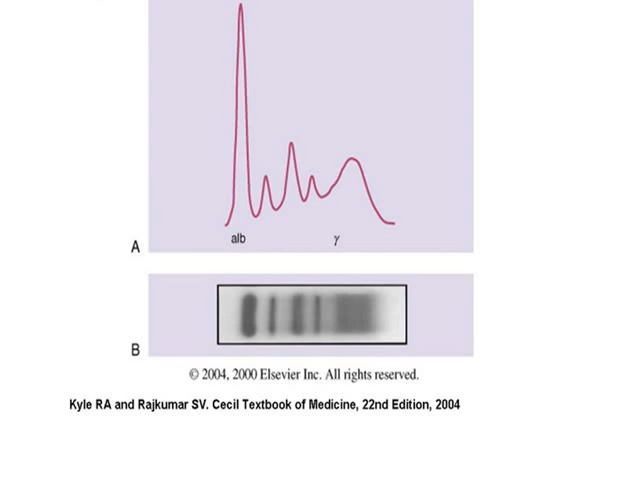 alb γ
A
B
© 2004, 2000 Elsevier Inc. All rights reserved.
Kyle RA and Rajkumar SV. Cecil Textbook of Medicine, 22nd Edition, 2004